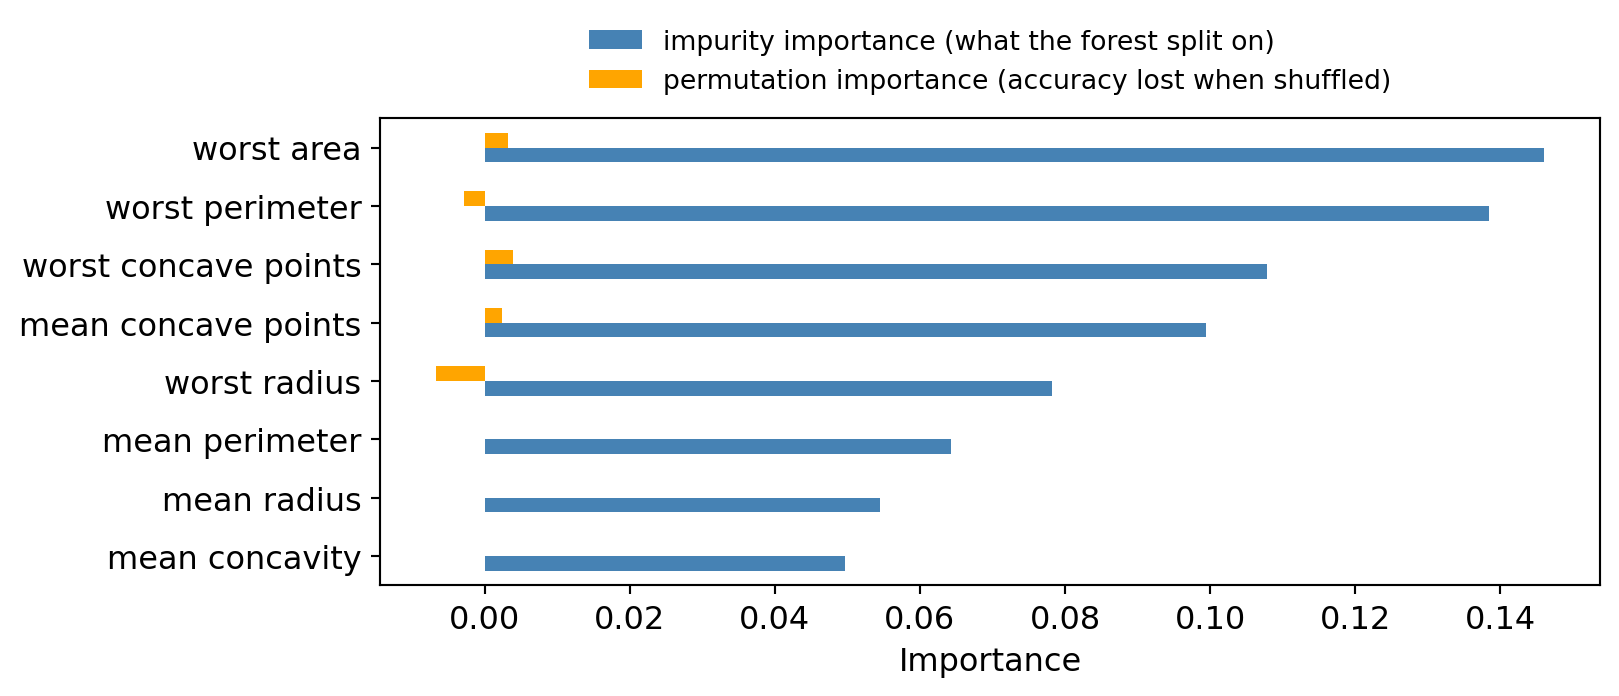 impurity importance (what the forest split on)
permutation importance (accuracy lost when shuffled)
worst area
worst perimeter
worst concave points
mean concave points
worst radius
mean perimeter
mean radius
mean concavity
0.00 0.02 0.04 0.06 0.08 0.10 0.12 0.14
Importance